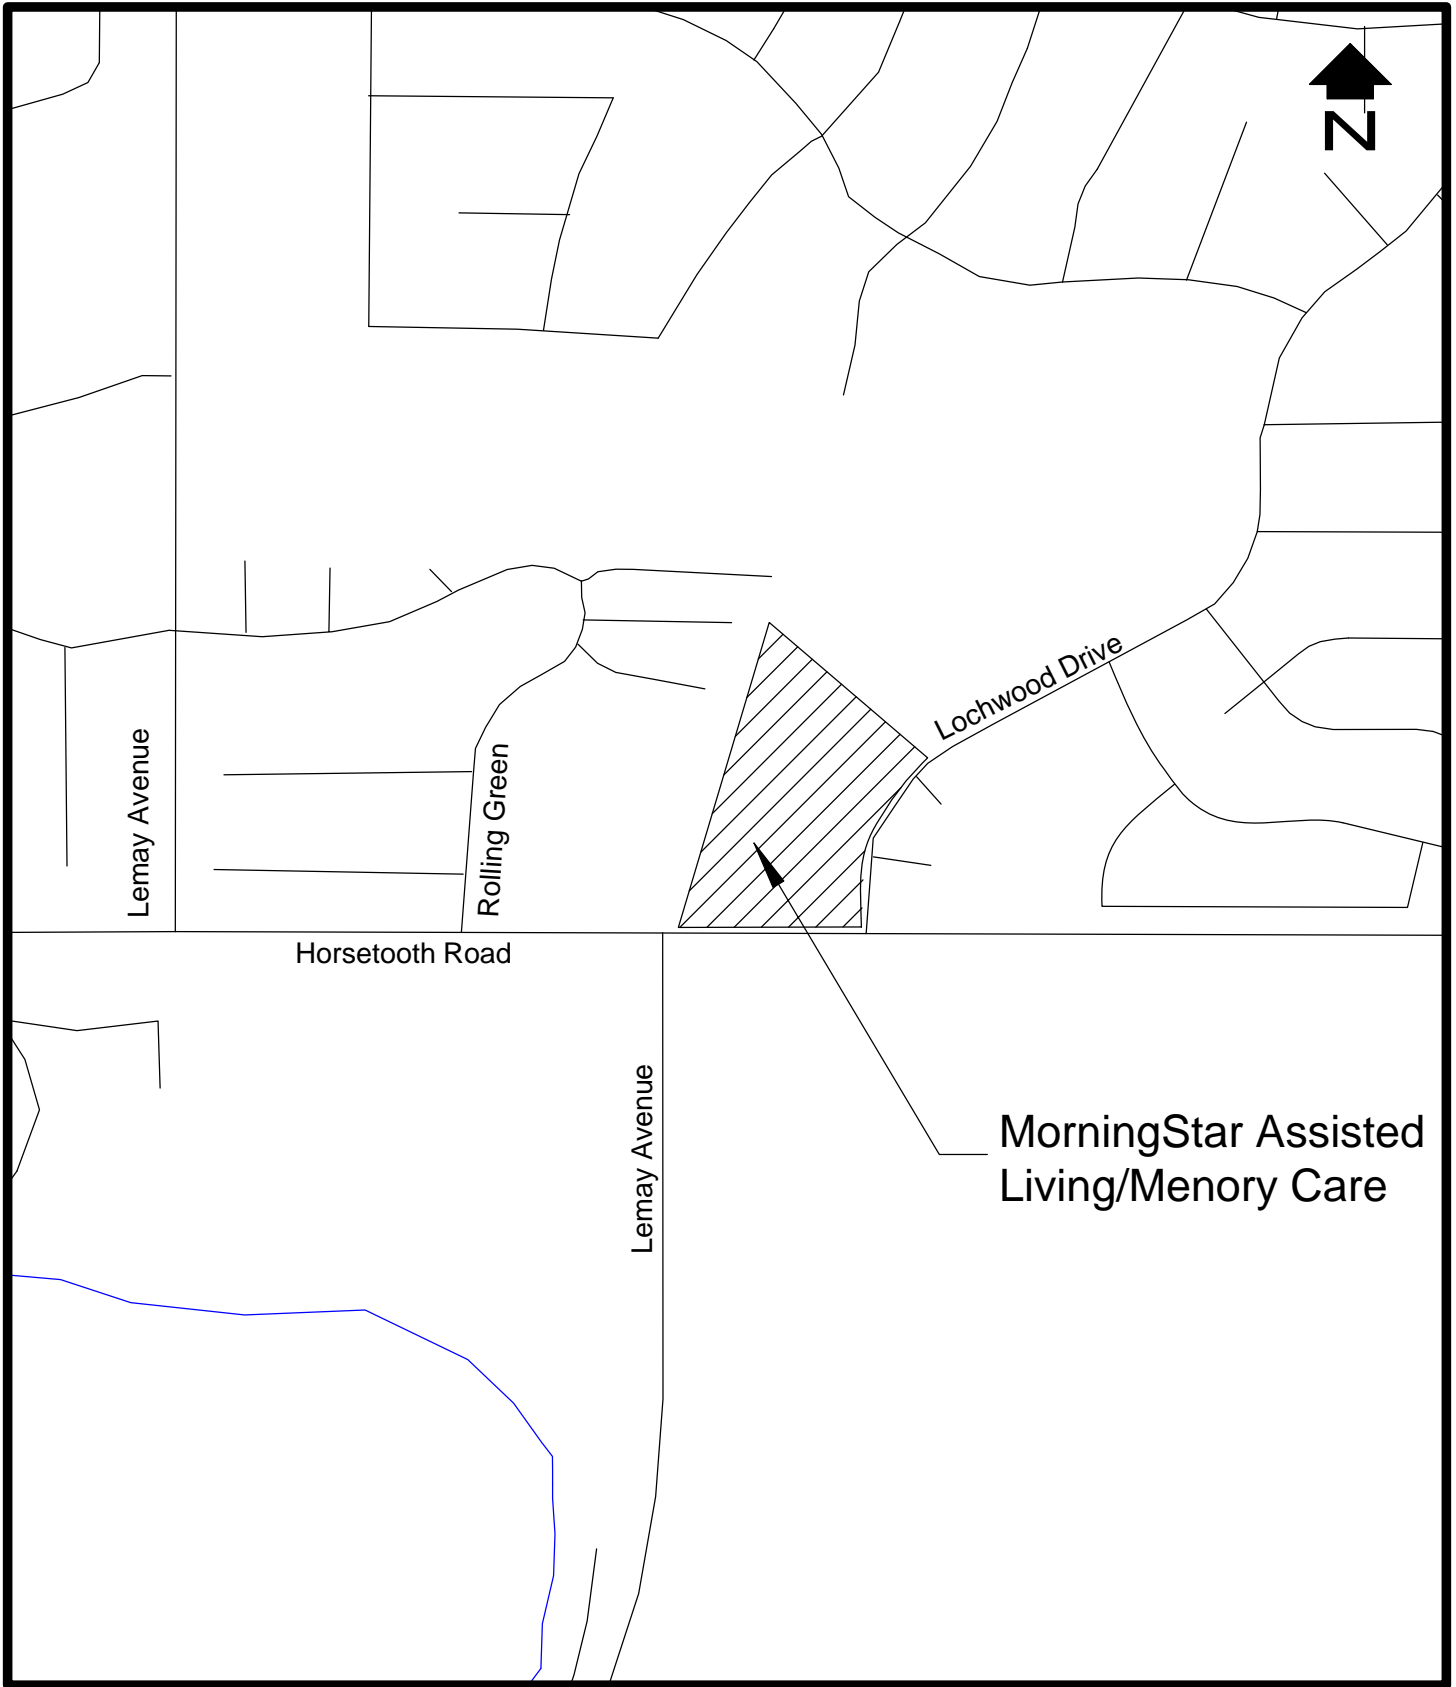 N
Lochwood Drive
Lemay Avenue
Rolling Green
Horsetooth Road
Lemay Avenue
MorningStar Assisted
Living/Menory Care